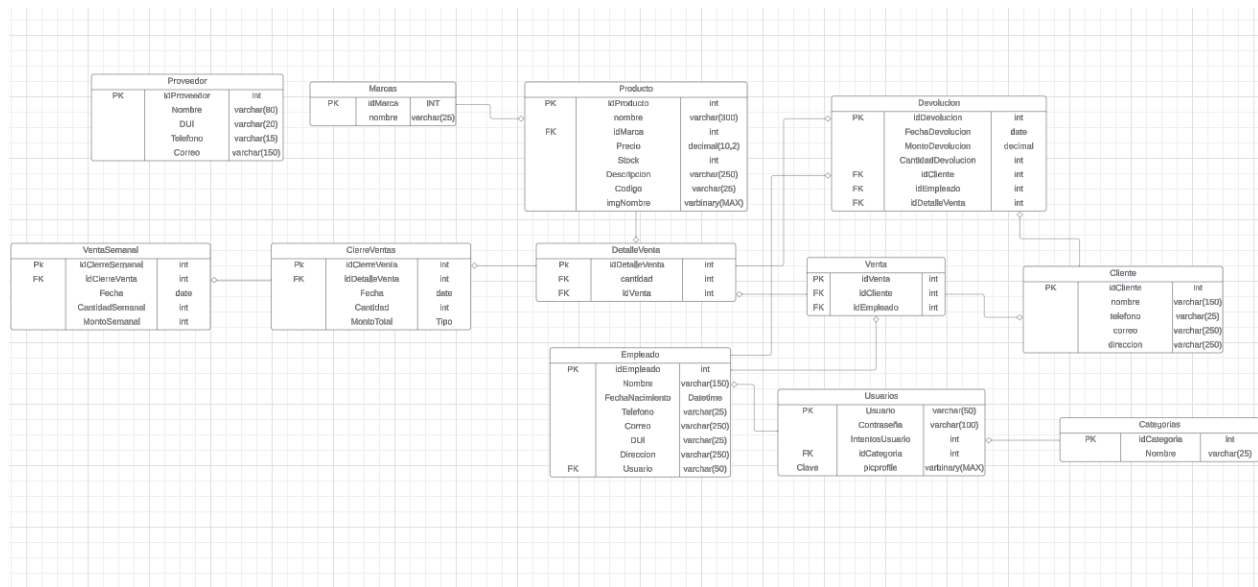 Proveedor
PK idProveedor int
Nombre varchar(80)
DUI varchar(20)
Telefono varchar(15)
Correo varchar(150)
Marcas
PK idMarca INT
nombre varchar(25)
Producto
PK idProducto int
nombre varchar(300)
FK idMarca int
Precio decimal(10,2)
Stock int
Descripcion varchar(250)
Codigo varchar(25)
imgNombre varbinary(MAX)
Devolucion
PK idDevolucion int
FechaDevolucion date
MontoDevolucion decimal
CantidadDevolucion int
FK idCliente int
FK idEmpleado int
FK idDetalleVenta int
VentaSemanal
Pk idCierreSemanal int
FK idCierreVenta int
Fecha date
CantidadSemanal int
MontoSemanal int
CierreVentas
Pk idCierreVenta int
FK idDetalleVenta int
Fecha date
Cantidad int
MontoTotal Tipo
DetalleVenta
Pk idDetalleVenta int
FK cantidad int
FK idVenta int
Venta
PK idVenta int
FK idCliente int
FK idEmpleado int
Cliente
PK idCliente int
nombre varchar(150)
telefono varchar(25)
correo varchar(250)
direccion varchar(250)
Empleado
PK idEmpleado int
Nombre varchar(150)
FechaNacimiento Datetime
Telefono varchar(25)
Correo varchar(250)
DUI varchar(25)
Direccion varchar(250)
FK Usuario varchar(50)
Usuarios
PK Usuario varchar(50)
Contraseña varchar(100)
IntentosUsuario int
FK idCategoria int
Clave picprofile varbinary(MAX)
Categorias
PK idCategoria int
Nombre varchar(25)